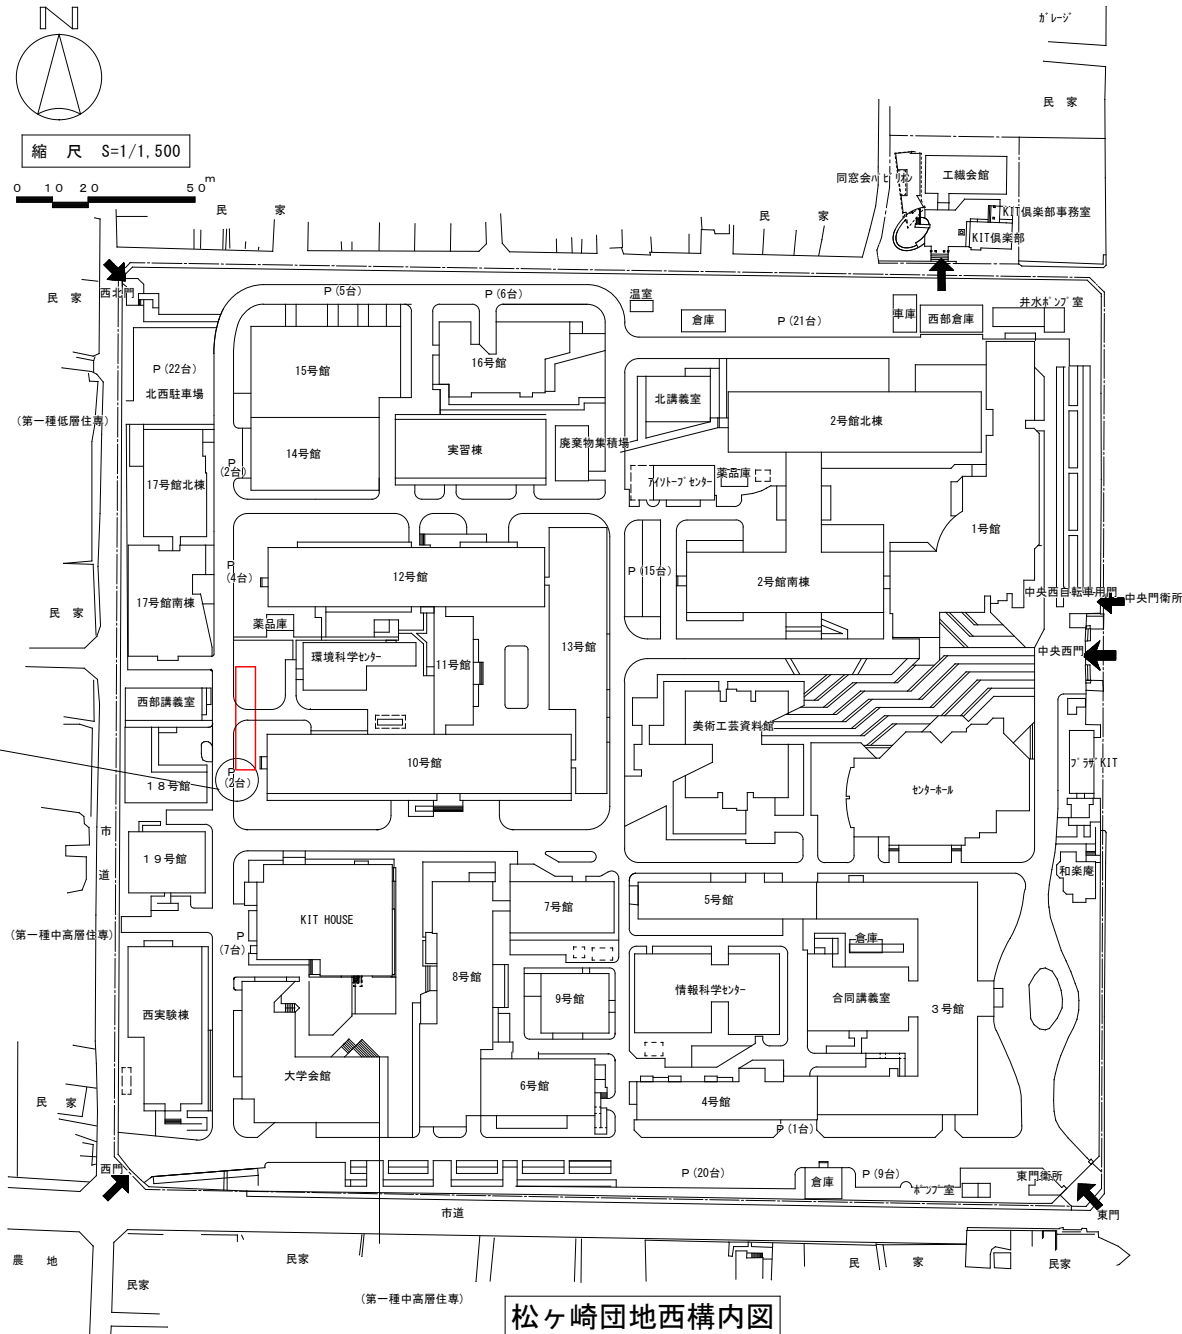 N
ガレージ
民　家
縮　尺　S=1/1,500
0　10　20　50m
同窓会パビリオン
工繊会館
KIT倶楽部事務室
KIT倶楽部
民　家
民　家
西北門
民　家
P (5台)
P (6台)
温室
倉庫
P (21台)
車庫
西部倉庫
井水ポンプ室
15号館
16号館
P (22台)
北西駐車場
北講義室
2号館北棟
(第一種低層住専)
14号館
実習棟
廃棄物集積場
P
(2台)
17号館北棟
アイソトープセンター
薬品庫
1号館
12号館
P
(4台)
P (15台)
2号館南棟
17号館南棟
民　家
中央西自転車用門
中央門衛所
薬品庫
環境科学センター
11号館
13号館
中央西門
西部講義室
美術工芸資料館
10号館
P
(2台)
18号館
センターホール
プラザKIT
市
道
19号館
和楽庵
KIT HOUSE
7号館
5号館
(第一種中高層住専)
P
(7台)
倉庫
8号館
9号館
情報科学センター
合同講義室
3号館
西実験棟
大学会館
6号館
4号館
民　家
P (1台)
西門
P (20台)
倉庫
P (9台)
ポンプ室
東門衛所
東門
市道
農　地
民家
民家
民　家
民家
(第一種中高層住専)
松ヶ崎団地西構内図